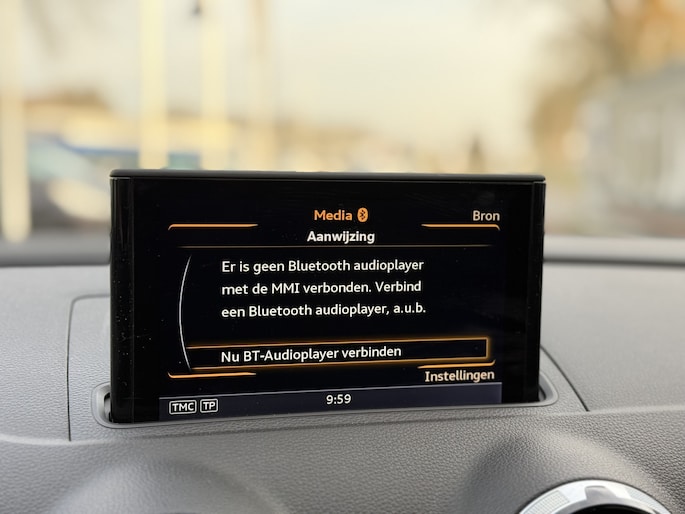 Media
Bron
Aanwijzing
Er is geen Bluetooth audioplayer
met de MMI verbonden. Verbind
een Bluetooth audioplayer, a.u.b.
Nu BT-Audioplayer verbinden
Instellingen
TMC TP 9:59